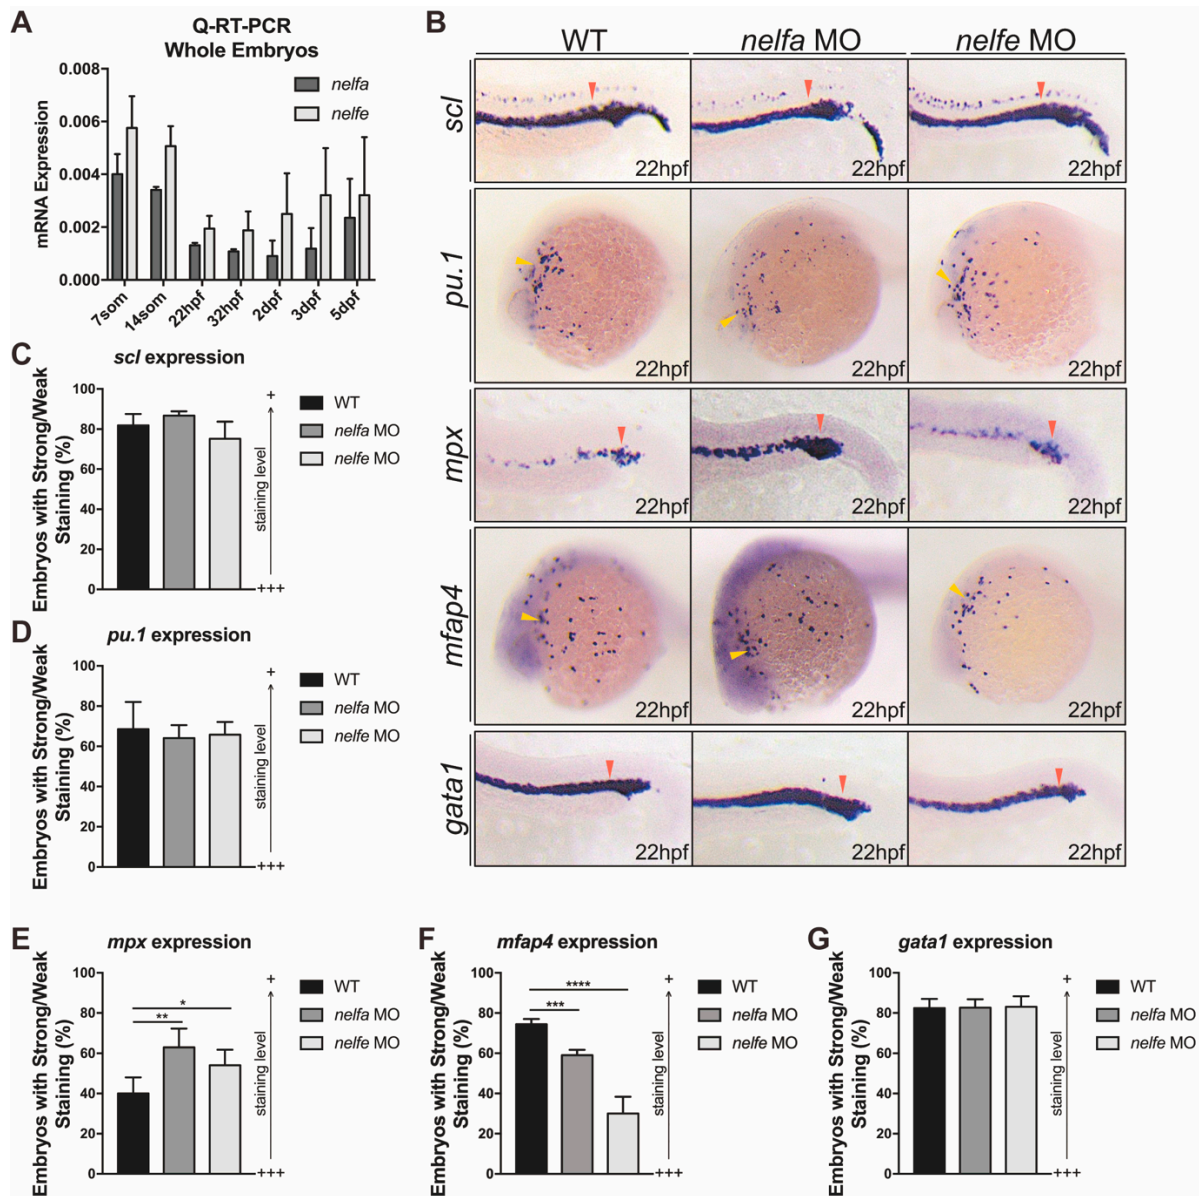 A
Q-RT-PCR
Whole Embryos
mRNA Expression
0.008
0.006
0.004
0.002
0.000
nelfa
nelfe
7som
14som
22hpf
32hpf
2dpf
3dpf
5dpf
B
WT
nelfa MO
nelfe MO
scl
22hpf
22hpf
22hpf
pu.1
22hpf
22hpf
22hpf
mpx
22hpf
22hpf
22hpf
mfap4
22hpf
22hpf
22hpf
gata1
22hpf
22hpf
22hpf
C
scl expression
Embryos with Strong/Weak
Staining (%)
100
80
60
40
20
0
+
staining level
+++
WT
nelfa MO
nelfe MO
D
pu.1 expression
Embryos with Strong/Weak
Staining (%)
100
80
60
40
20
0
+
staining level
+++
WT
nelfa MO
nelfe MO
E
mpx expression
Embryos with Strong/Weak
Staining (%)
100
80
60
40
20
0
*
**
+
staining level
+++
WT
nelfa MO
nelfe MO
F
mfap4 expression
Embryos with Strong/Weak
Staining (%)
100
80
60
40
20
0
****
***
+
staining level
+++
WT
nelfa MO
nelfe MO
G
gata1 expression
Embryos with Strong/Weak
Staining (%)
100
80
60
40
20
0
+
staining level
+++
WT
nelfa MO
nelfe MO